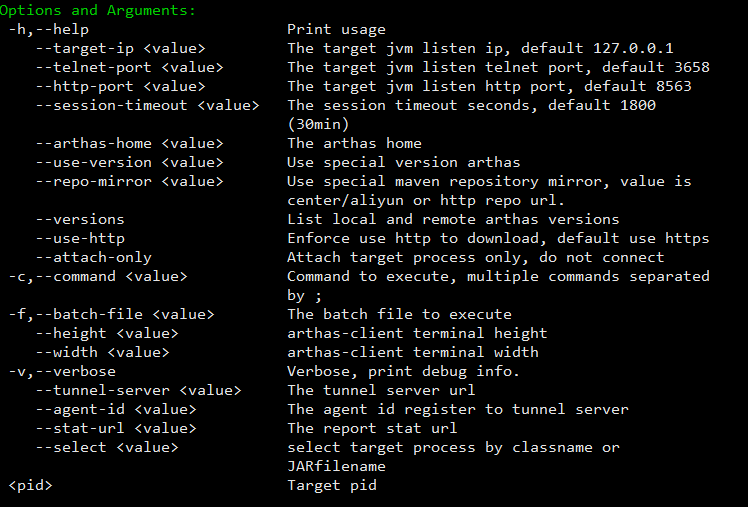 Options and Arguments:
-h,--help Print usage
--target-ip <value> The target jvm listen ip, default 127.0.0.1
--telnet-port <value> The target jvm listen telnet port, default 3658
--http-port <value> The target jvm listen http port, default 8563
--session-timeout <value> The session timeout seconds, default 1800
(30min)
--arthas-home <value> The arthas home
--use-version <value> Use special version arthas
--repo-mirror <value> Use special maven repository mirror, value is
center/aliyun or http repo url.
--versions List local and remote arthas versions
--use-http Enforce use http to download, default use https
--attach-only Attach target process only, do not connect
-c,--command <value> Command to execute, multiple commands separated
by ;
-f,--batch-file <value> The batch file to execute
--height <value> arthas-client terminal height
--width <value> arthas-client terminal width
-v,--verbose Verbose, print debug info.
--tunnel-server <value> The tunnel server url
--agent-id <value> The agent id register to tunnel server
--stat-url <value> The report stat url
--select <value> select target process by classname or
JARfilename
<pid> Target pid